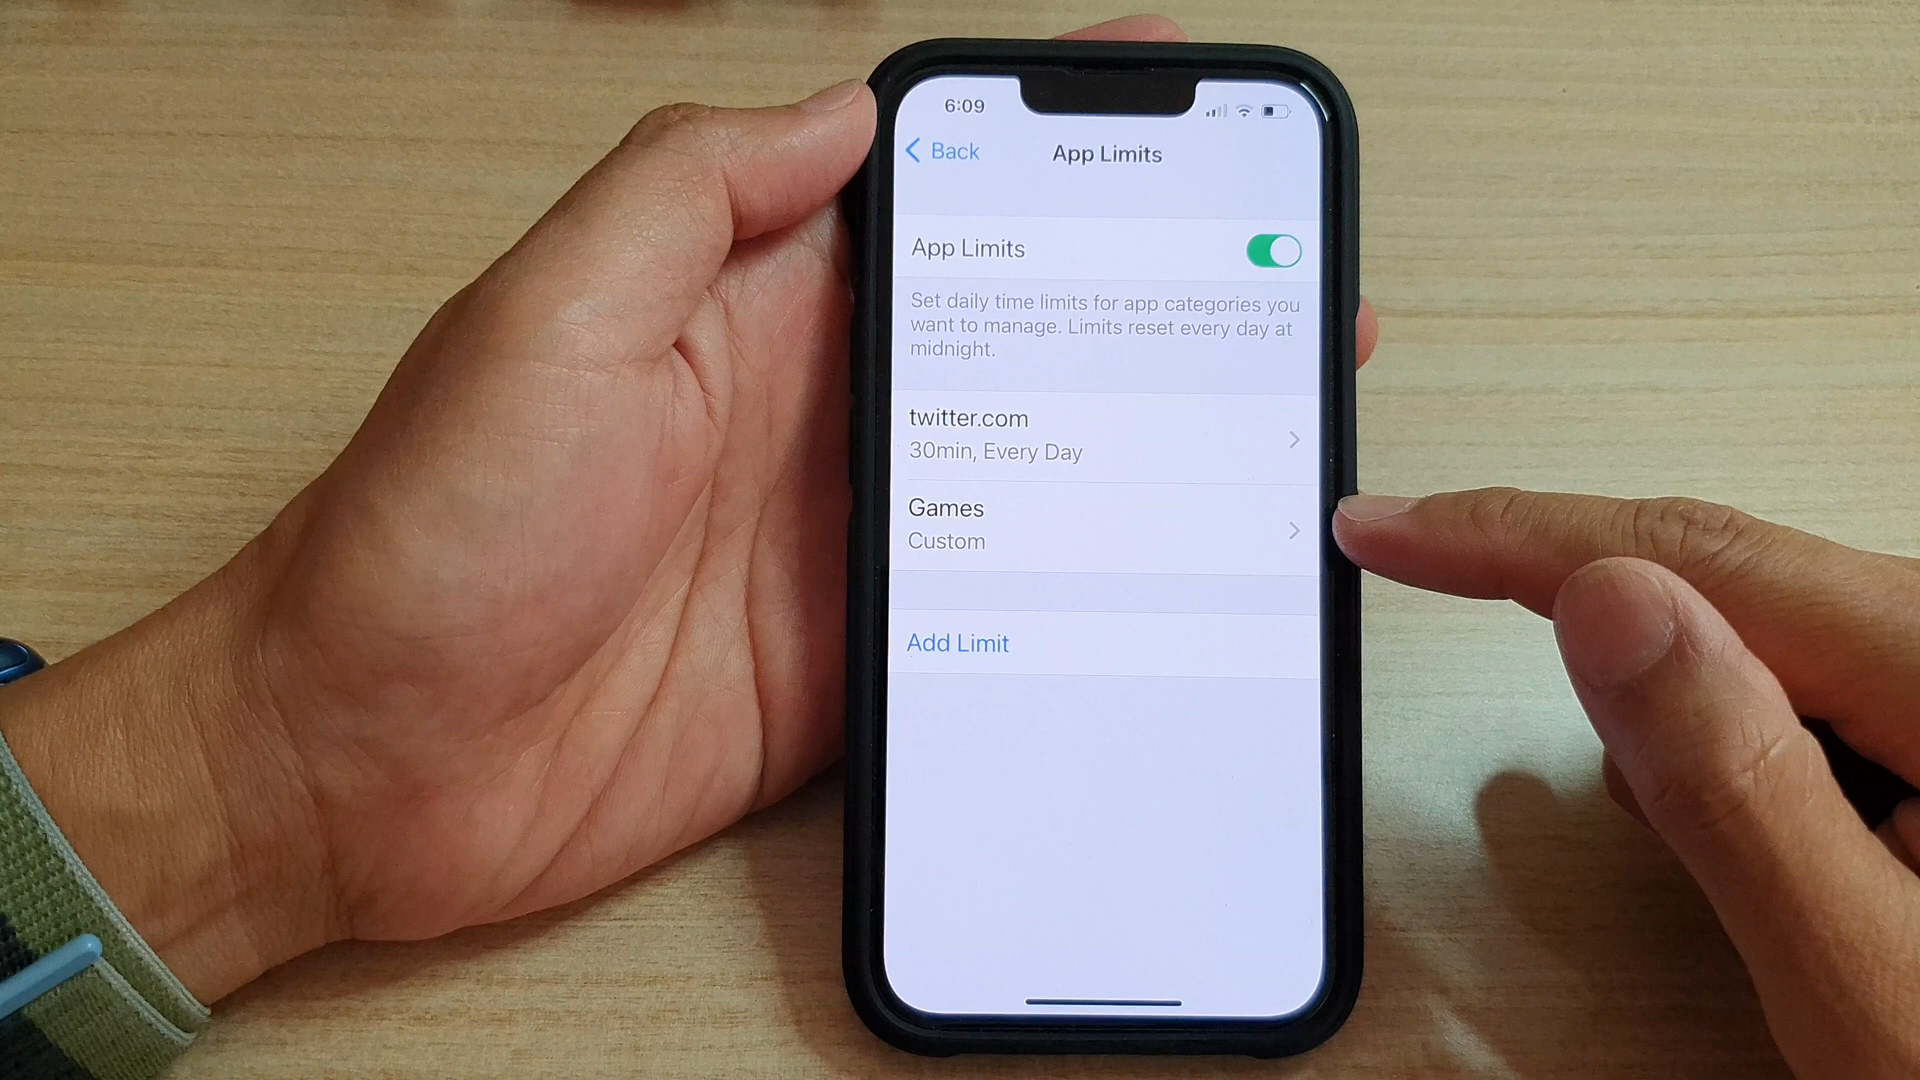 6:09
Back
App Limits
App Limits
Set daily time limits for app categories you
want to manage. Limits reset every day at
midnight.
twitter.com
30min, Every Day
Games
Custom
Add Limit